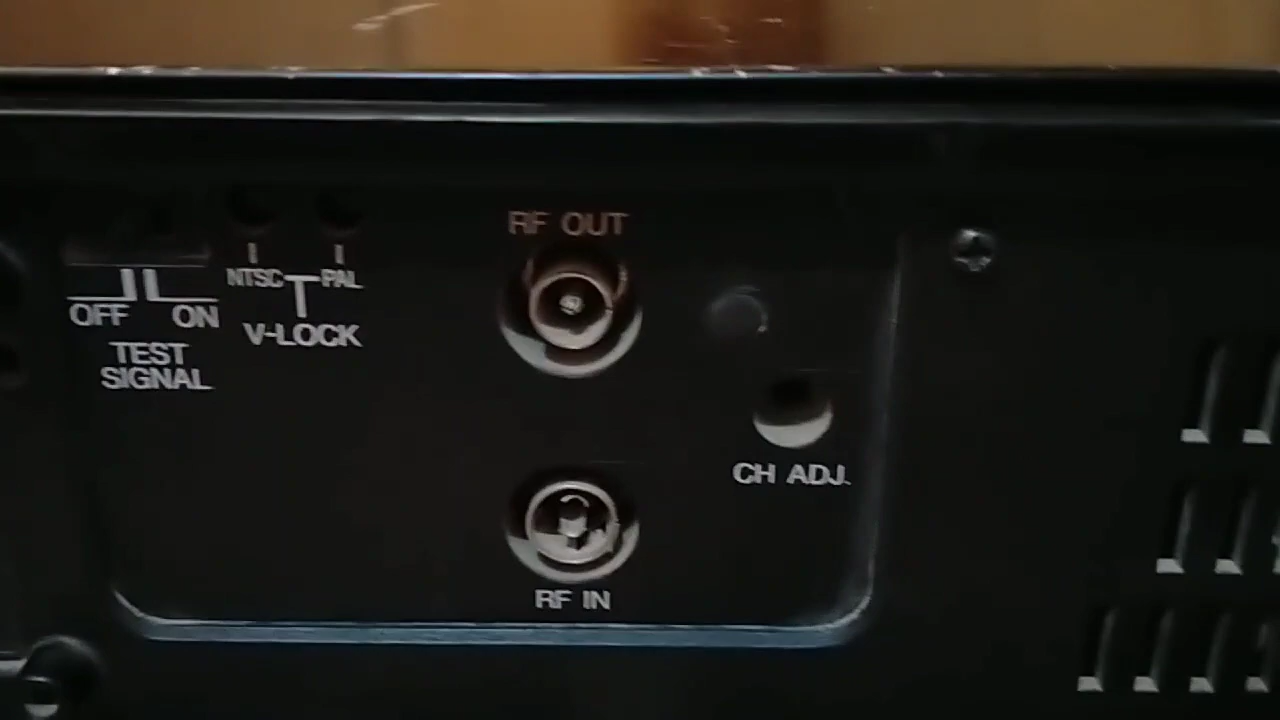 RF OUT
NTSC PAL
OFF ON
V-LOCK
TEST
SIGNAL
CH ADJ.
RF IN